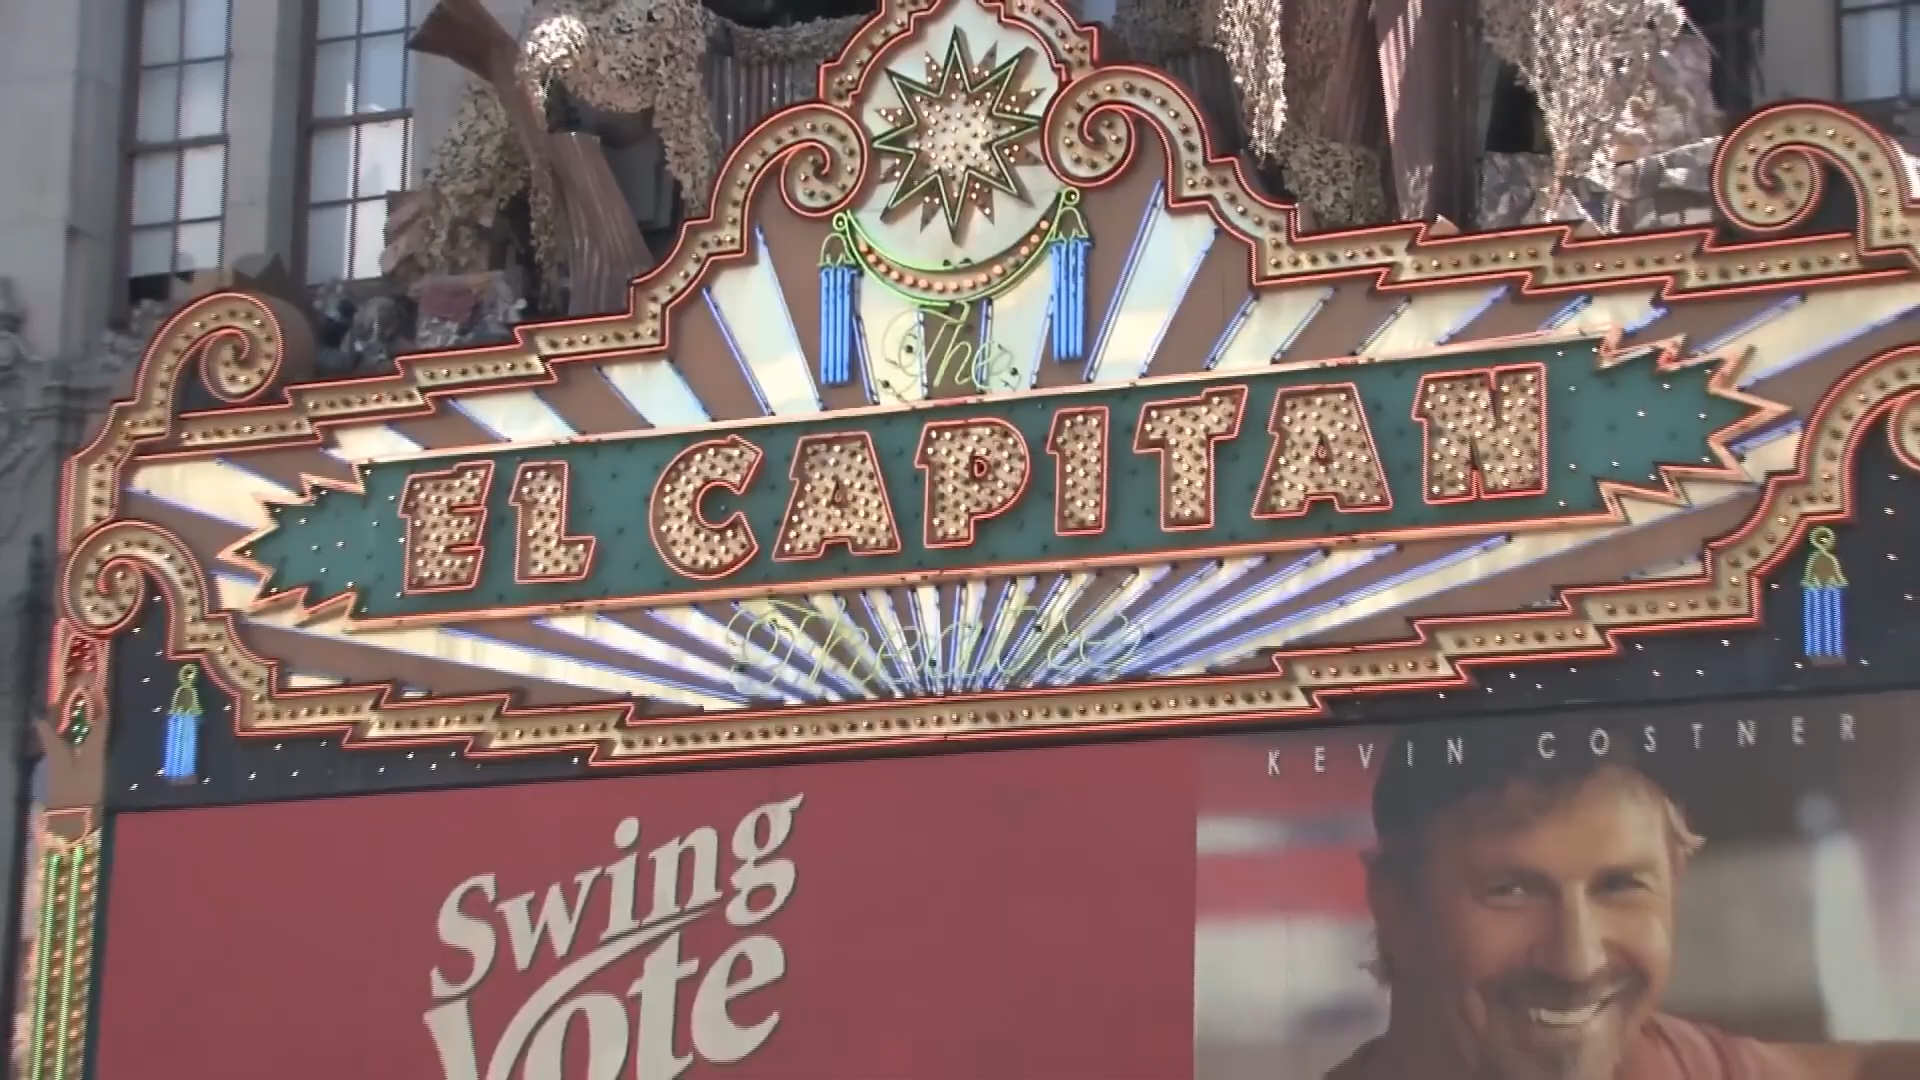 The
EL CAPITAN
Theatre
KEVIN COSTNER
Swing
Vote